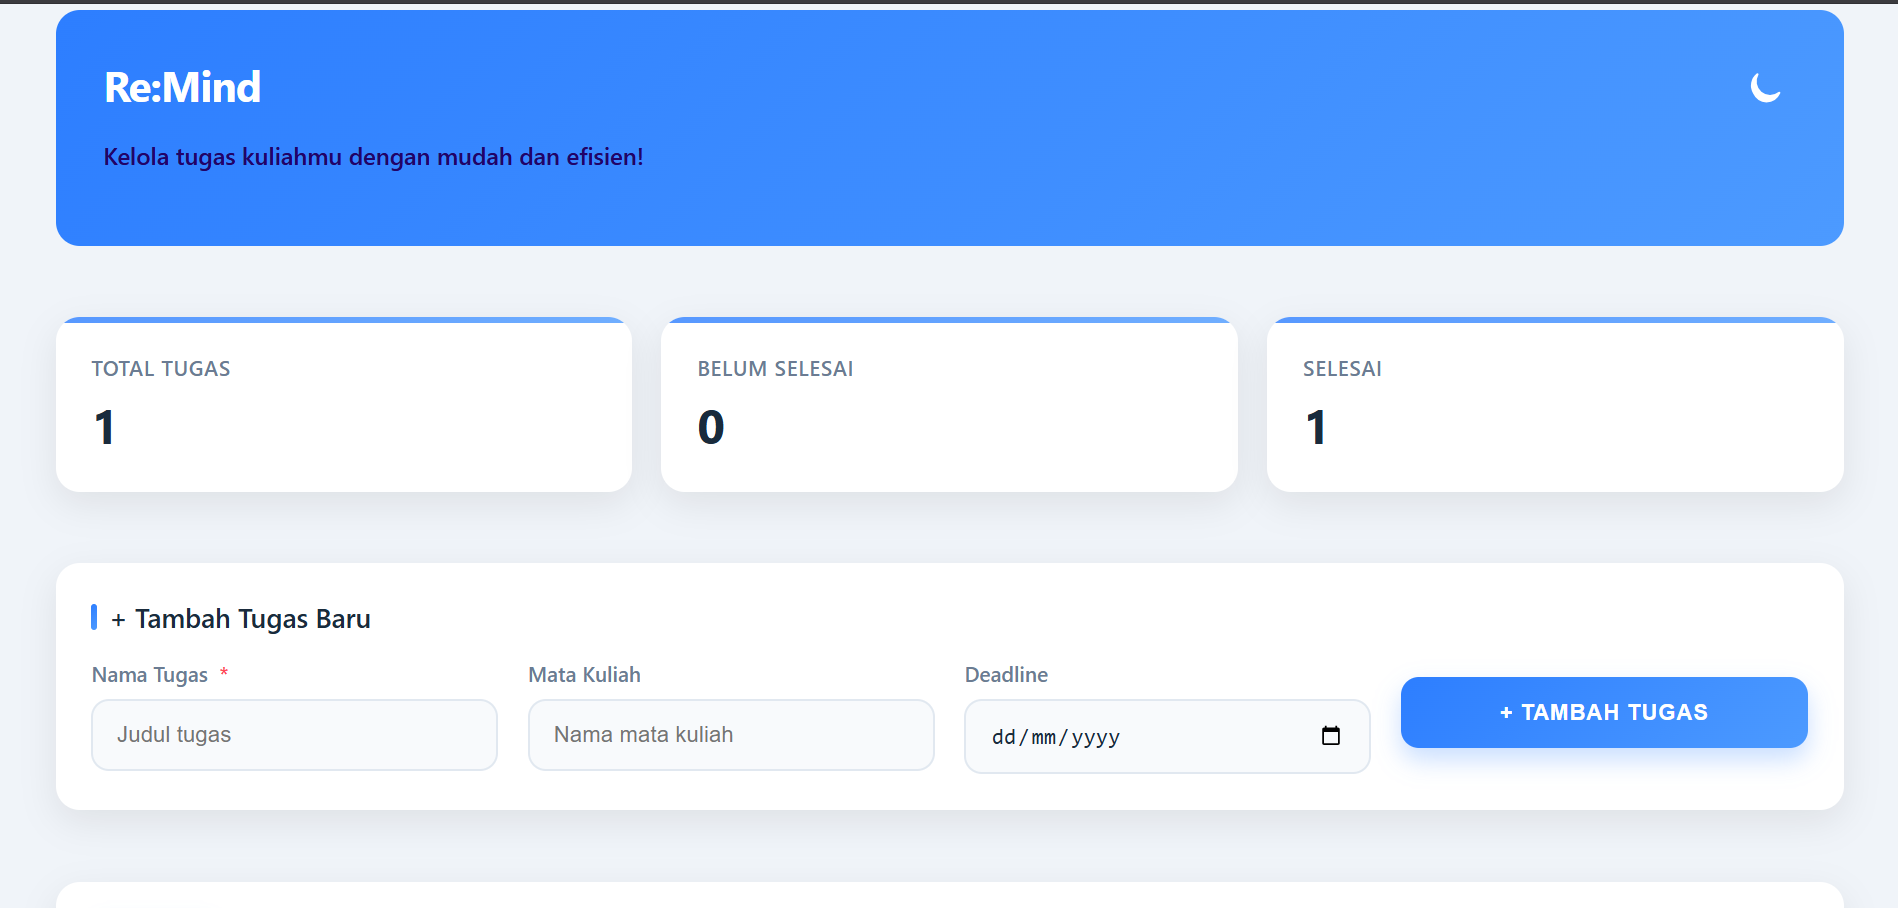 Re:Mind
Kelola tugas kuliahmu dengan mudah dan efisien!
TOTAL TUGAS
1
BELUM SELESAI
0
SELESAI
1
+ Tambah Tugas Baru
Nama Tugas *
Judul tugas
Mata Kuliah
Nama mata kuliah
Deadline
dd/mm/yyyy
+ TAMBAH TUGAS